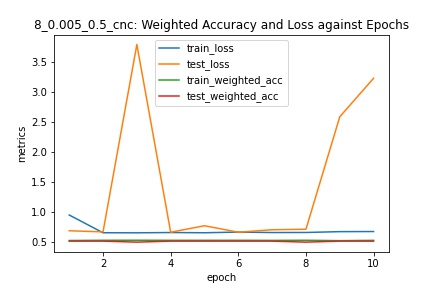 8_0.005_0.5_cnc: Weighted Accuracy and Loss against Epochs
train_loss
test_loss
train_weighted_acc
test_weighted_acc
metrics
3.5
3.0
2.5
2.0
1.5
1.0
0.5
2 4 6 8 10
epoch